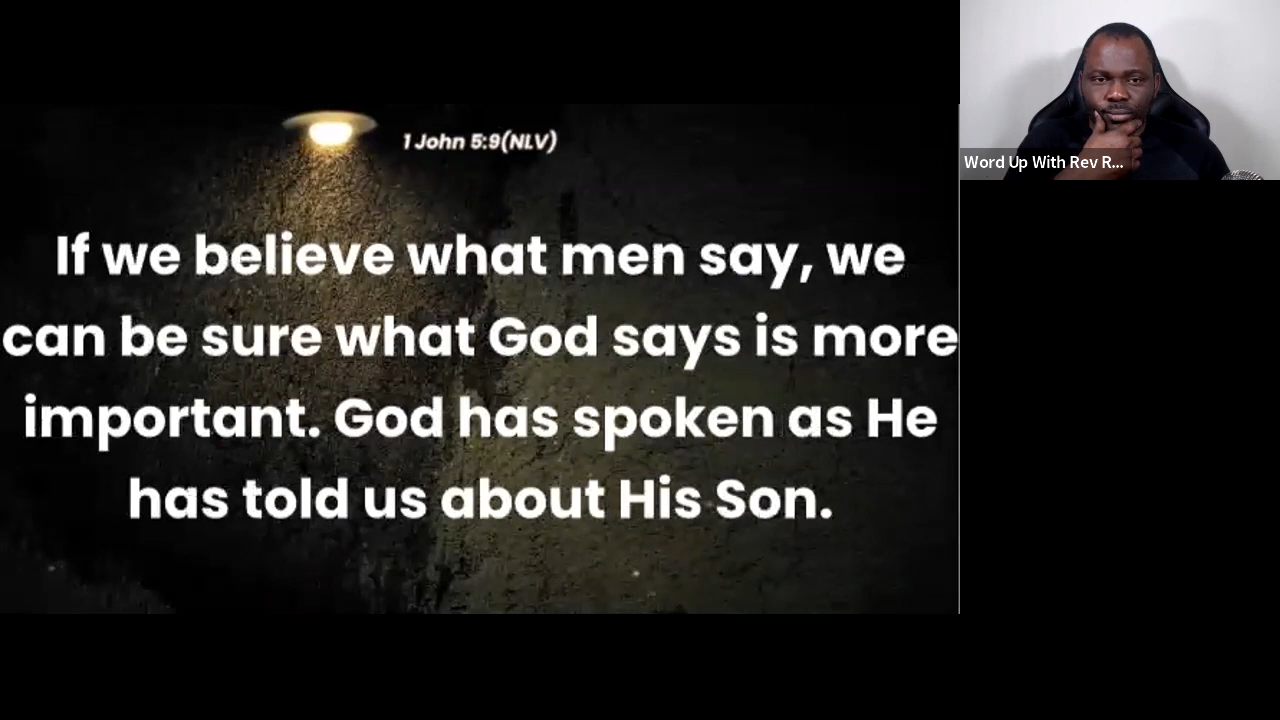 1 John 5:9(NLV)
If we believe what men say, we
can be sure what God says is more
important. God has spoken as He
has told us about His Son.
Word Up With Rev R...